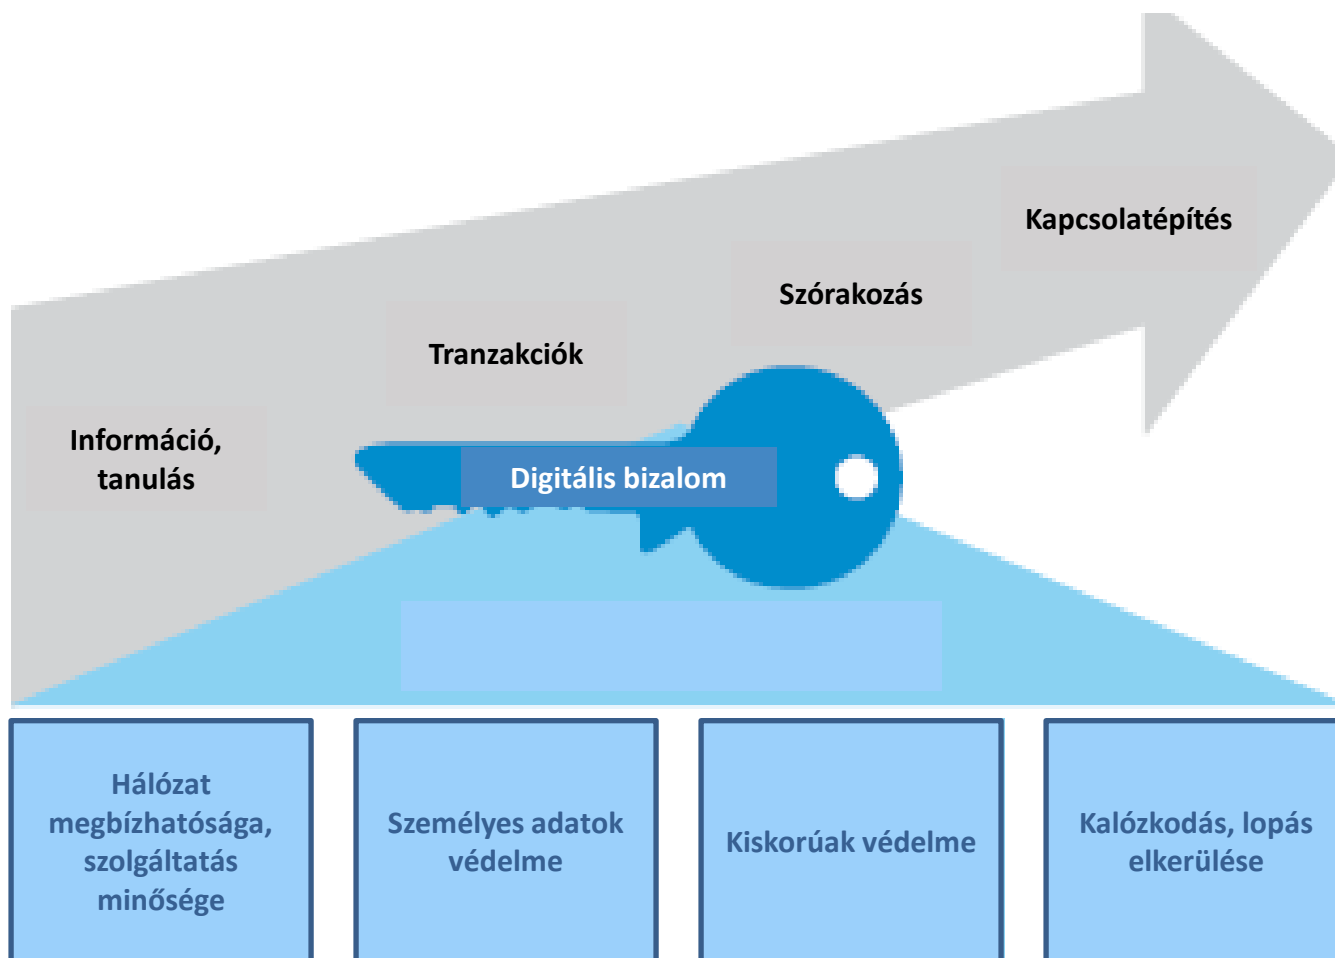 Kapcsolatépítés
Szórakozás
Tranzakciók
Információ,
tanulás
Digitális bizalom
Hálózat
megbízhatósága,
szolgáltatás
minősége
Személyes adatok
védelme
Kiskorúak védelme
Kalózkodás, lopás
elkerülése